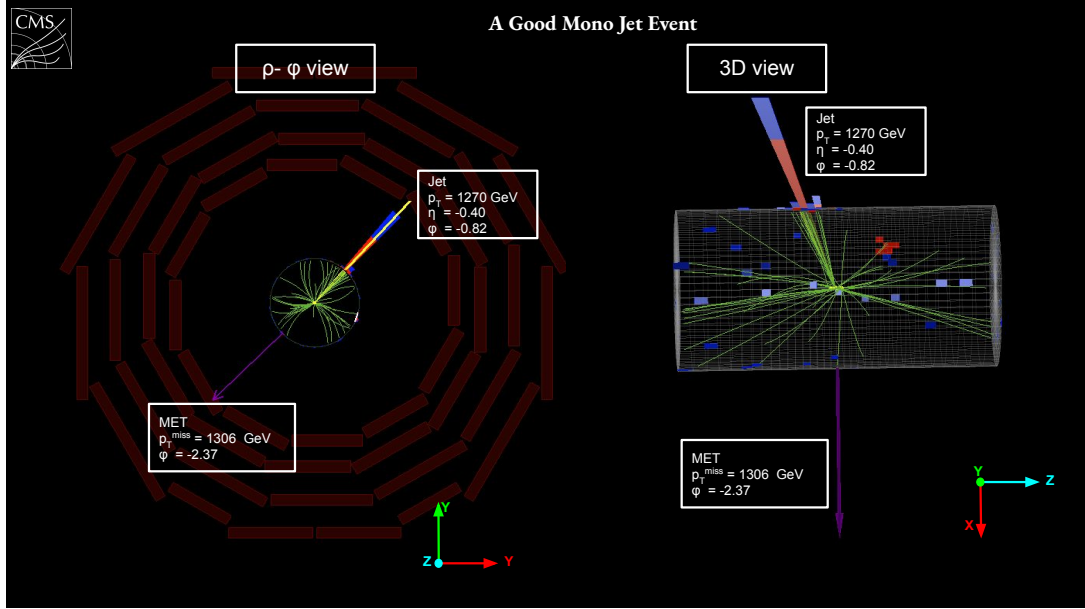 CMS
A Good Mono Jet Event
ρ- φ view
Jet
pT = 1270 GeV
η = -0.40
φ = -0.82
MET
pTmiss = 1306 GeV
φ = -2.37
Y
Z
Y
3D view
Jet
pT = 1270 GeV
η = -0.40
φ = -0.82
MET
pTmiss = 1306 GeV
φ = -2.37
Y
Z
X